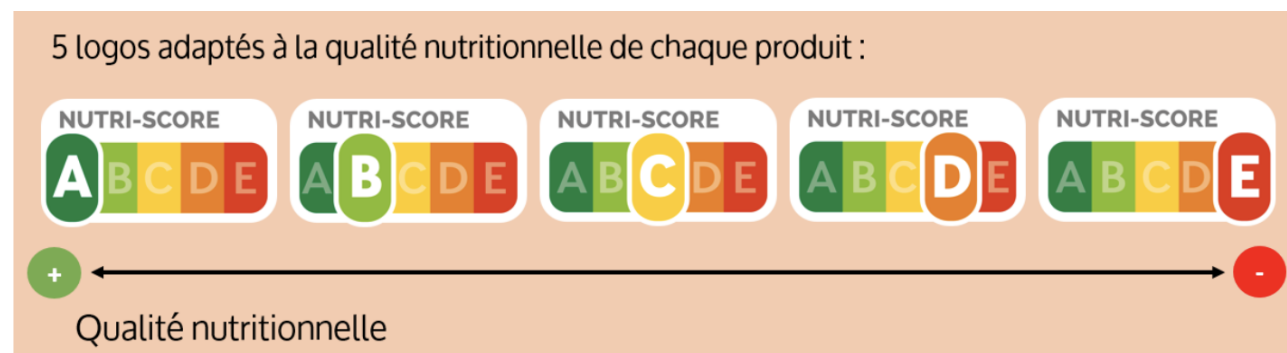 5 logos adaptés à la qualité nutritionnelle de chaque produit :
NUTRI-SCORE NUTRI-SCORE NUTRI-SCORE NUTRI-SCORE NUTRI-SCORE
A B C D E A B C D E A B C D E A B C D E A B C D E
+ -
Qualité nutritionnelle